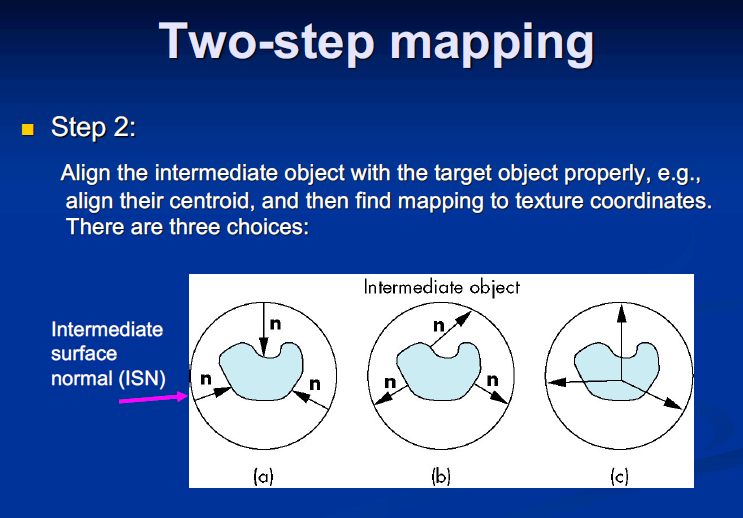 Two-step mapping
Step 2:
Align the intermediate object with the target object properly, e.g.,
align their centroid, and then find mapping to texture coordinates.
There are three choices:
Intermediate object
Intermediate
surface
normal (ISN)
n
n
n
n
n
n
(a)
(b)
(c)